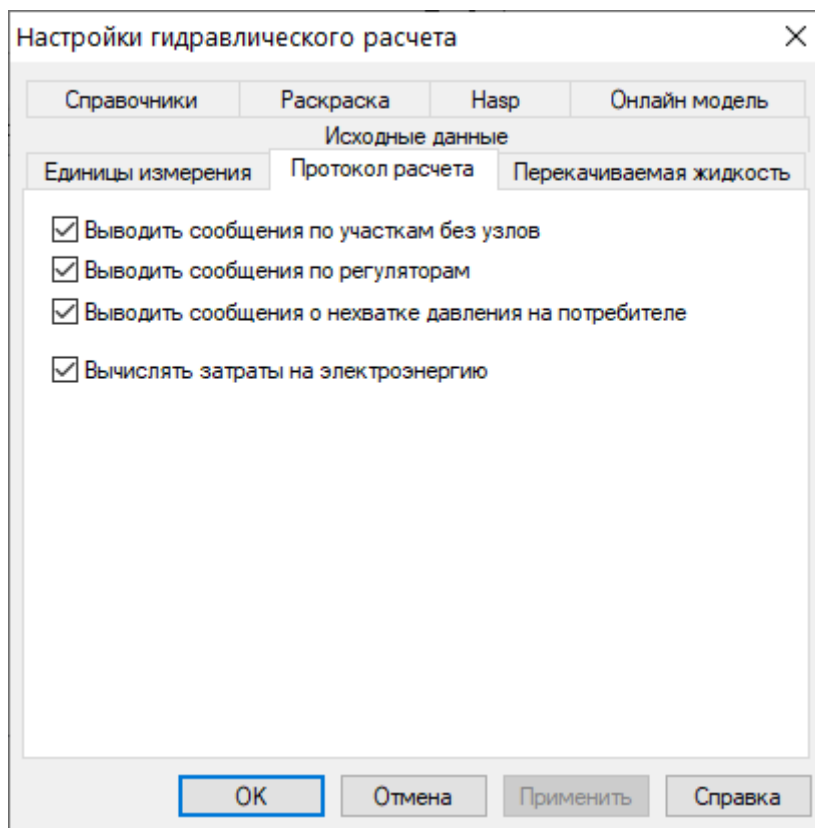 Настройки гидравлического расчета
Справочники Раскраска Hasp Онлайн модель
Исходные данные
Единицы измерения Протокол расчета Перекачиваемая жидкость
Выводить сообщения по участкам без узлов
Выводить сообщения по регуляторам
Выводить сообщения о нехватке давления на потребителе
Вычислять затраты на электроэнергию
OK Отмена Применить Справка